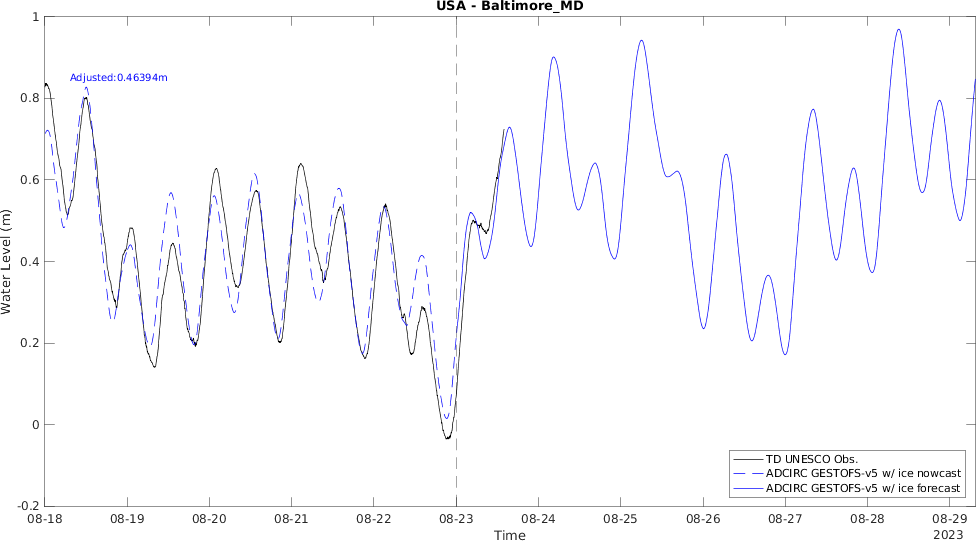 USA - Baltimore_MD
1
Adjusted:0.46394m
0.8
0.6
0.4
0.2
0
-0.2
Water Level (m)
TD UNESCO Obs.
ADCIRC GESTOFS-v5 w/ ice nowcast
ADCIRC GESTOFS-v5 w/ ice forecast
08-18 08-19 08-20 08-21 08-22 08-23 08-24 08-25 08-26 08-27 08-28 08-29
Time
2023